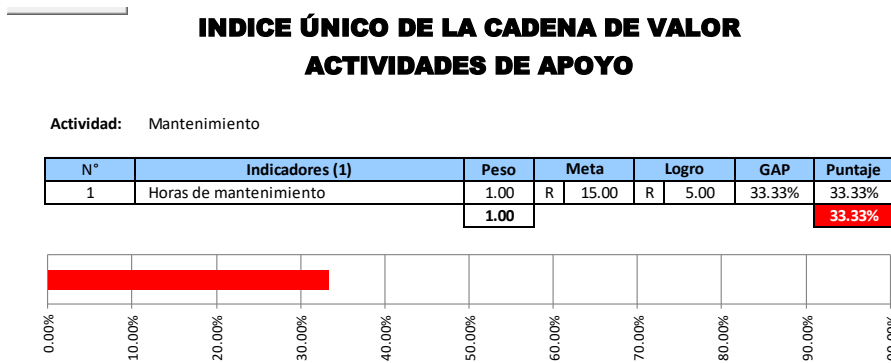 INDICE ÚNICO DE LA CADENA DE VALOR
ACTIVIDADES DE APOYO
Actividad: Mantenimiento
N° Indicadores (1) Peso Meta Logro GAP Puntaje
1 Horas de mantenimiento 1.00 R 15.00 R 5.00 33.33% 33.33%
1.00 33.33%
0.00% 10.00% 20.00% 30.00% 40.00% 50.00% 60.00% 70.00% 80.00% 90.00%